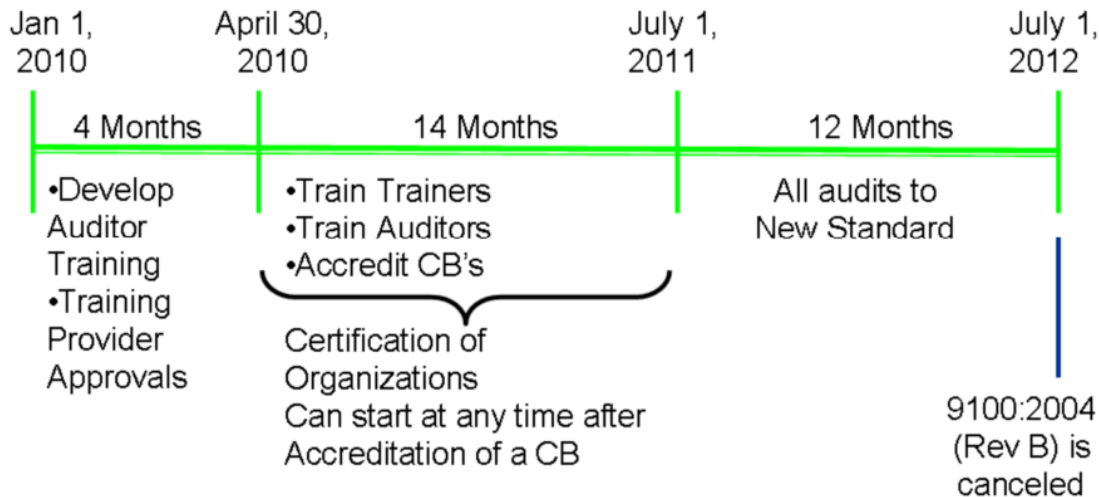 Jan 1,
2010
April 30,
2010
July 1,
2011
July 1,
2012
4 Months
14 Months
12 Months
•Develop
Auditor
Training
•Training
Provider
Approvals
•Train Trainers
•Train Auditors
•Accredit CB's
Certification of
Organizations
Can start at any time after
Accreditation of a CB
All audits to
New Standard
9100:2004
(Rev B) is
canceled